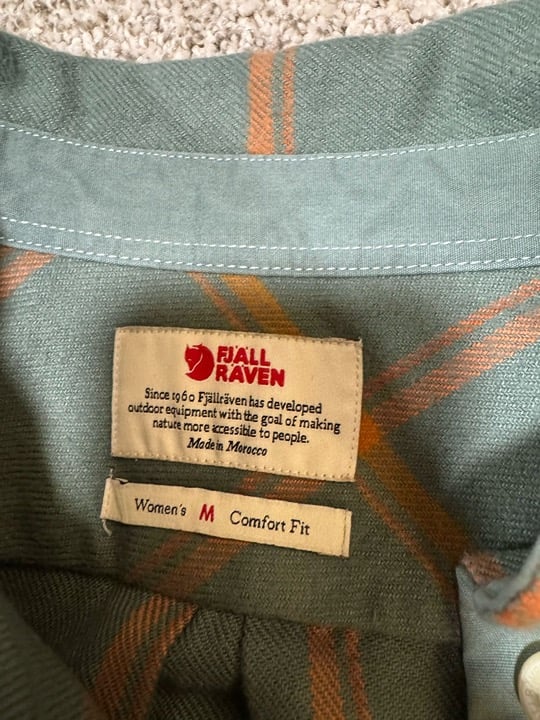 FJÄLL
RÄVEN
Since 1960 Fjällräven has developed
outdoor equipment with the goal of making
nature more accessible to people.
Made in Morocco
Women's M Comfort Fit